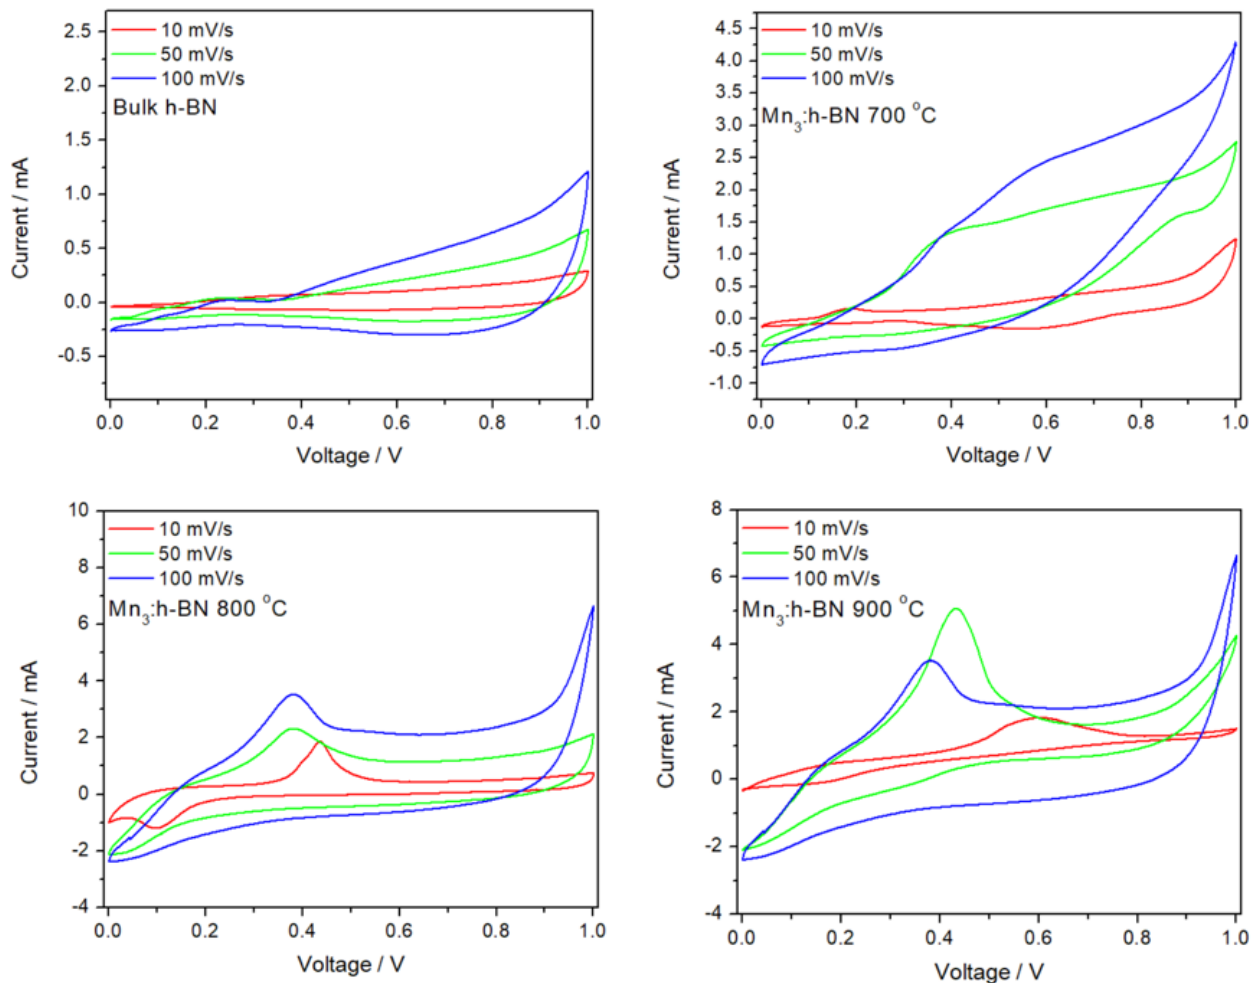 10 mV/s
50 mV/s
100 mV/s
Bulk h-BN
2.5
2.0
1.5
1.0
0.5
0.0
-0.5
Current / mA
0.0 0.2 0.4 0.6 0.8 1.0
Voltage / V
10 mV/s
50 mV/s
100 mV/s
Mn₃:h-BN 700 °C
4.5
4.0
3.5
3.0
2.5
2.0
1.5
1.0
0.5
0.0
-0.5
-1.0
Current / mA
0.0 0.2 0.4 0.6 0.8 1.0
Voltage / V
10 mV/s
50 mV/s
100 mV/s
Mn₃:h-BN 800 °C
10
8
6
4
2
0
-2
-4
Current / mA
0.0 0.2 0.4 0.6 0.8 1.0
Voltage / V
10 mV/s
50 mV/s
100 mV/s
Mn₃:h-BN 900 °C
8
6
4
2
0
-2
-4
Current / mA
0.0 0.2 0.4 0.6 0.8 1.0
Voltage / V